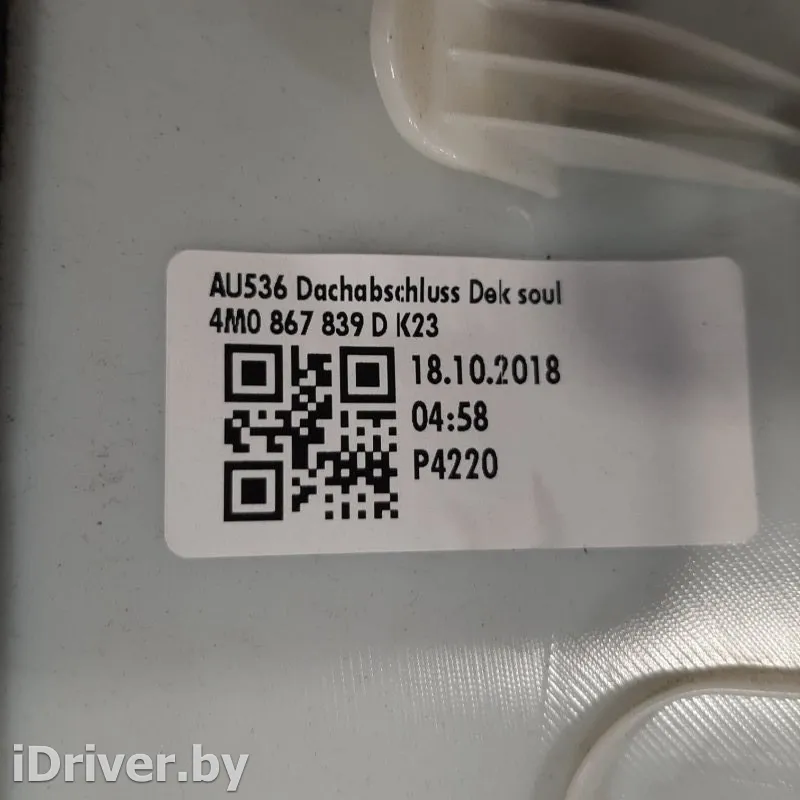 AU536 Dachabschluss Dek soul
4M0 867 839 D K23
18.10.2018
04:58
P4220
iDriver.by